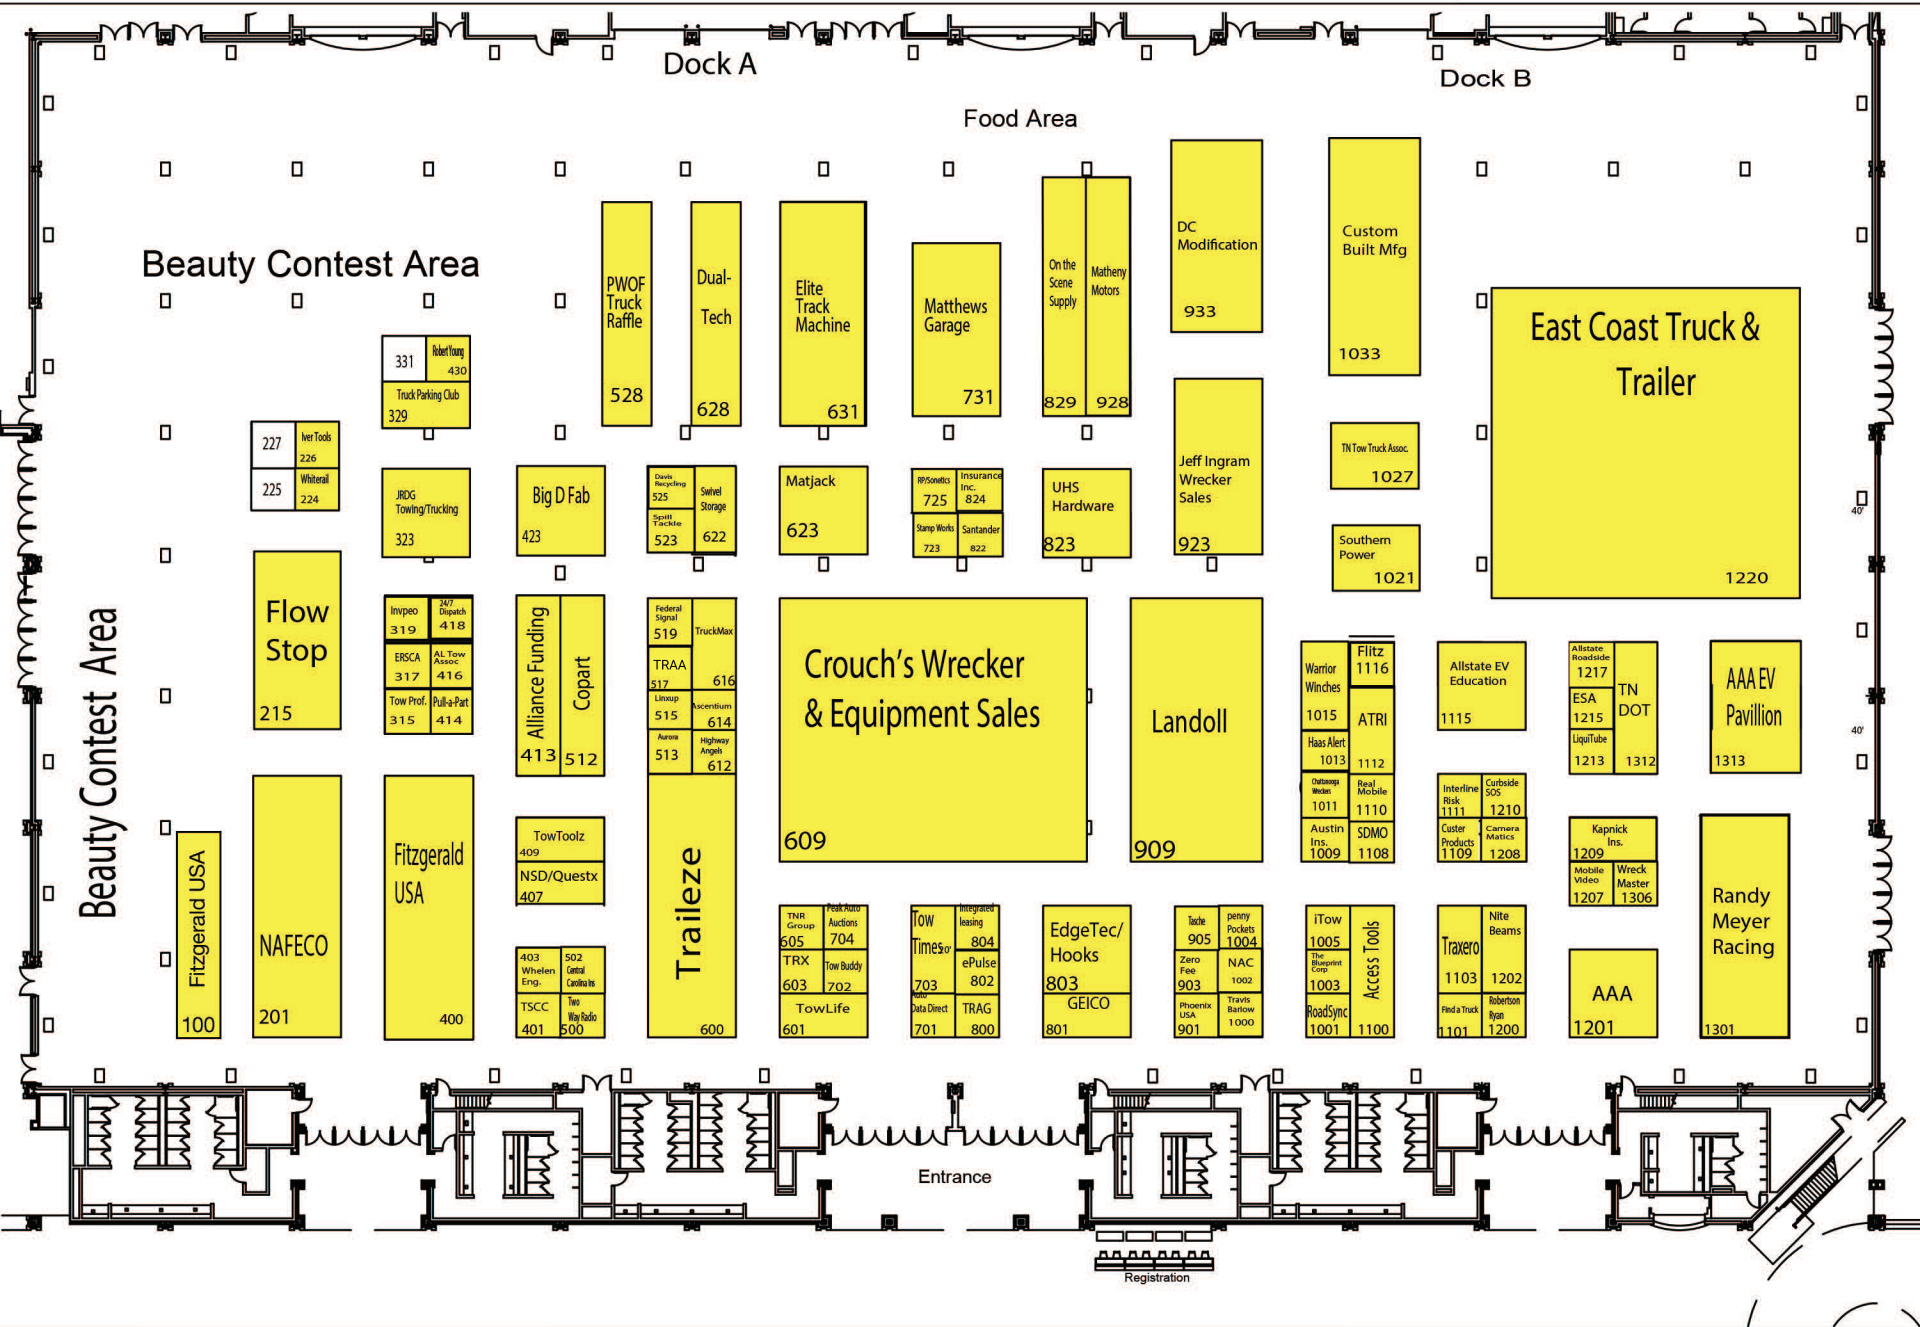 Dock A
Dock B
Food Area
Beauty Contest Area
Beauty Contest Area
PWOF
Truck
Raffle
528
Dual-
Tech
628
Elite
Track
Machine
631
Matthews
Garage
731
On the
Scene
Supply
829
Matheny
Motors
928
DC
Modification
933
Custom
Built Mfg
1033
East Coast Truck &
Trailer
1220
331
Robert Young
430
Truck Parking Club
329
227
Iver Tools
226
225
Whiterail
224
JRDG
Towing/Trucking
323
Big D Fab
423
Davis
Recycling
525
Spill
Tackle
523
Swivel
Storage
622
Matjack
623
RP/Sonetics
725
Insurance
Inc.
824
Stamp Works
723
Santander
822
UHS
Hardware
823
Jeff Ingram
Wrecker
Sales
923
TN Tow Truck Assoc.
1027
Southern
Power
1021
40'
40'
Flow
Stop
215
Invpeo
319
24/7
Dispatch
418
ERSCA
317
AL Tow
Assoc
416
Tow Prof.
315
Pull-a-Part
414
Alliance Funding
413
Copart
512
Federal
Signal
519
TruckMax
616
TRAA
517
Linxup
515
Ascentium
614
Aurora
513
Highway
Angels
612
Crouch's Wrecker
& Equipment Sales
609
Landoll
909
Warrior
Winches
1015
Flitz
1116
ATRI
1112
Haas Alert
1013
Chattanooga
Wreckers
1011
Real
Mobile
1110
Austin
Ins.
1009
SDMO
1108
Allstate EV
Education
1115
Interline
Risk
1111
Curbside
SOS
1210
Custer
Products
1109
Camera
Matics
1208
Allstate
Roadside
1217
ESA
1215
LiquiTube
1213
TN
DOT
1312
AAA EV
Pavillion
1313
Kapnick
Ins.
1209
Mobile
Video
1207
Wreck
Master
1306
Fitzgerald USA
100
NAFECO
201
Fitzgerald
USA
400
TowToolz
409
NSD/Questx
407
403
Whelen
Eng.
502
Central
Carolina Ins
TSCC
401
Two
Way Radio
500
Traileze
600
TNR
Group
605
Peak Auto
Auctions
704
TRX
603
Tow Buddy
702
TowLife
601
Tow
Times
703
Integrated
leasing
804
ePulse
802
Auto
Data Direct
701
TRAG
800
EdgeTec/
Hooks
803
GEICO
801
Tasche
905
penny
Pockets
1004
Zero
Fee
903
NAC
1002
Phoenix
USA
901
Travis
Barlow
1000
iTow
1005
The
Blueprint
Corp
1003
RoadSync
1001
Access Tools
1100
Traxero
1103
Nite
Beams
1202
Find a Truck
1101
Robertson
Ryan
1200
AAA
1201
Randy
Meyer
Racing
1301
Entrance
Registration